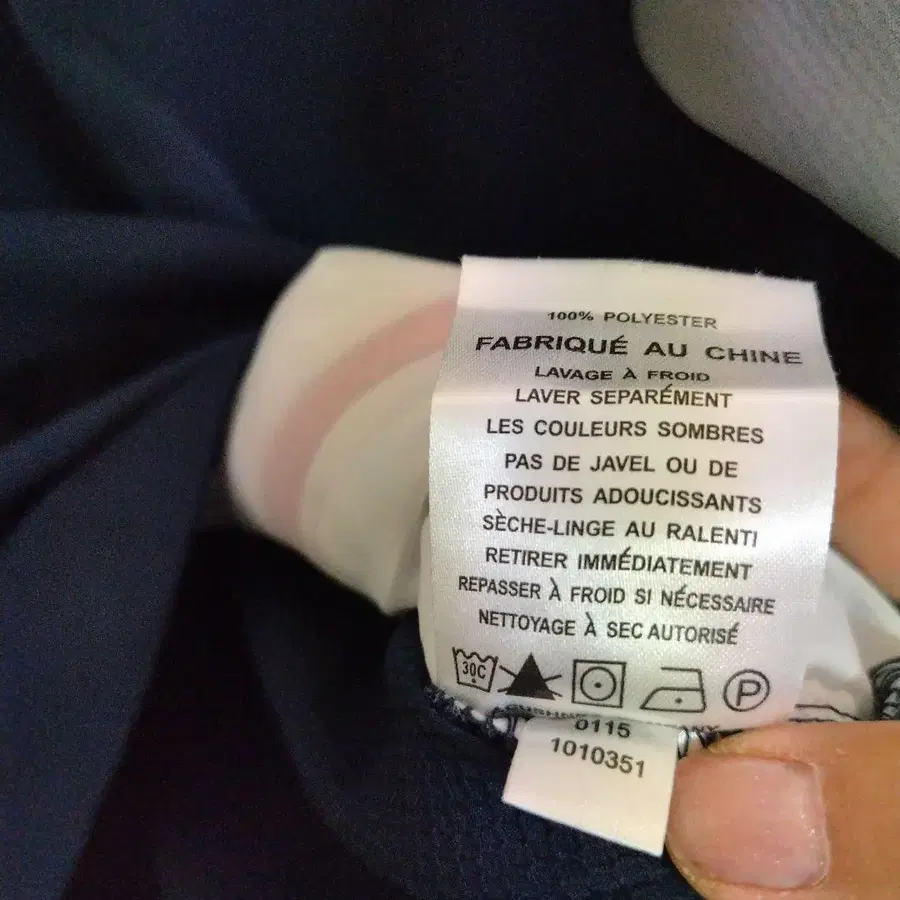 100% POLYESTER
FABRIQUÉ AU CHINE
LAVAGE À FROID
LAVER SEPARÉMENT
LES COULEURS SOMBRES
PAS DE JAVEL OU DE
PRODUITS ADOUCISSANTS
SÈCHE-LINGE AU RALENTI
RETIRER IMMÉDIATEMENT
REPASSER À FROID SI NÉCESSAIRE
NETTOYAGE À SEC AUTORISÉ
30C
P
0115
1010351